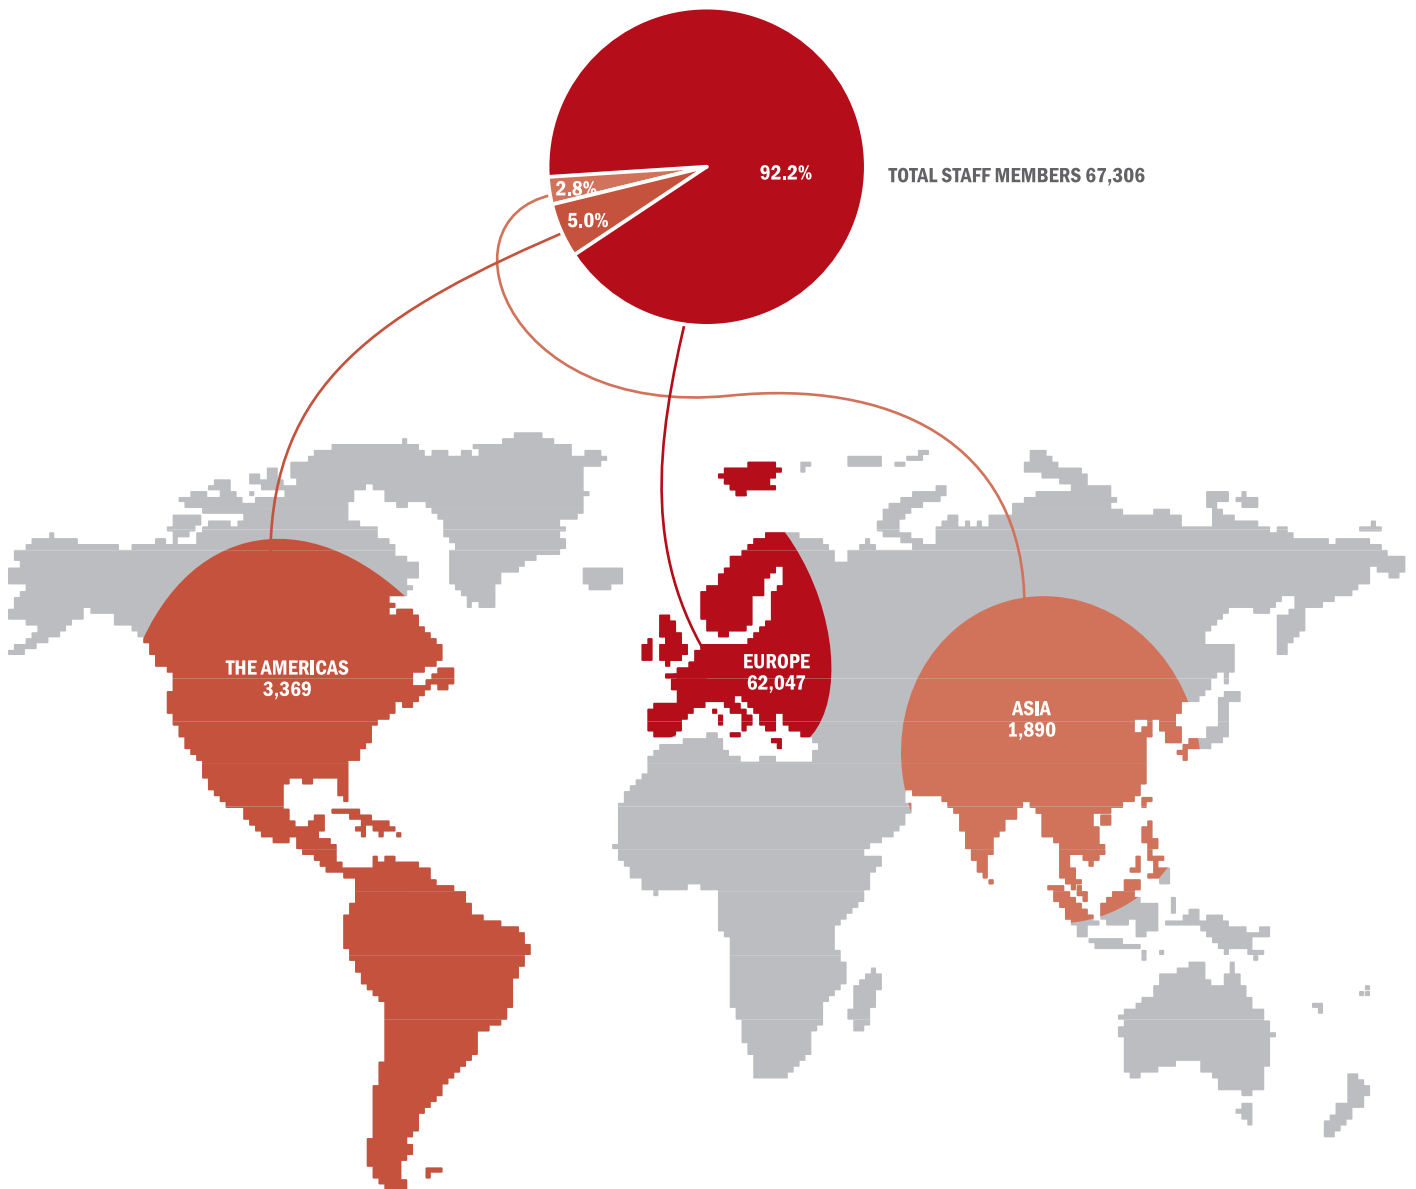 92.2%
TOTAL STAFF MEMBERS 67,306
2.8%
5.0%
THE AMERICAS
3,369
EUROPE
62,047
ASIA
1,890